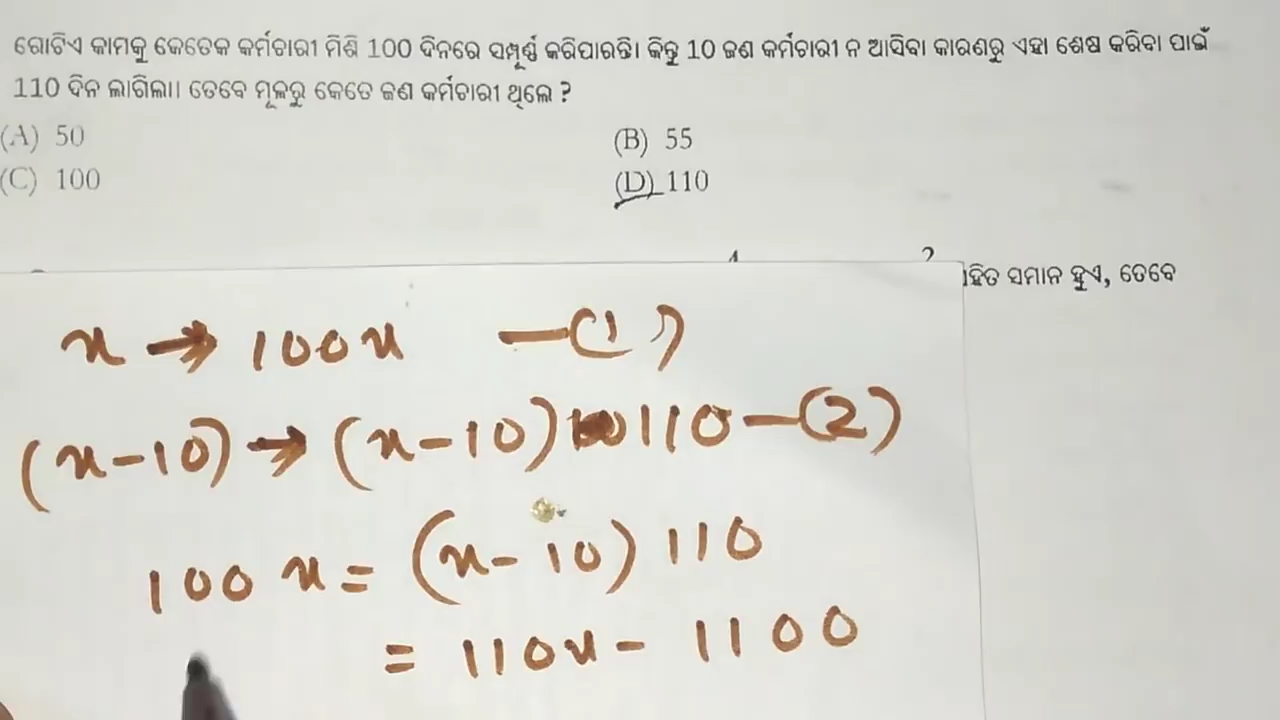 ଗୋଟିଏ କାମକୁ କେତେକ କର୍ମଚାରୀ ମିଶି 100 ଦିନରେ ସମ୍ପୂର୍ଣ୍ଣ କରିପାରନ୍ତି। କିନ୍ତୁ 10 ଜଣ କର୍ମଚାରୀ ନ ଆସିବା କାରଣରୁ ଏହା ଶେଷ କରିବା ପାଇଁ
110 ଦିନ ଲାଗିଲା। ତେବେ ମୂଳରୁ କେତେ ଜଣ କର୍ମଚାରୀ ଥିଲେ ?
(A) 50
(B) 55
(C) 100
(D) 110
ସମାନ ହୁଏ, ତେବେ
x → 100x —(1)
(x-10) → (x-10) 110 —(2)
100 x = (x-10) 110
= 110x - 1100